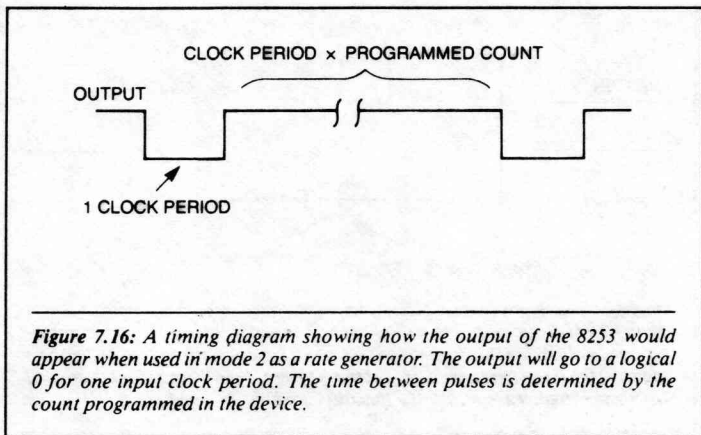 CLOCK PERIOD × PROGRAMMED COUNT
OUTPUT
1 CLOCK PERIOD
Figure 7.16: A timing diagram showing how the output of the 8253 would
appear when used in mode 2 as a rate generator. The output will go to a logical
0 for one input clock period. The time between pulses is determined by the
count programmed in the device.